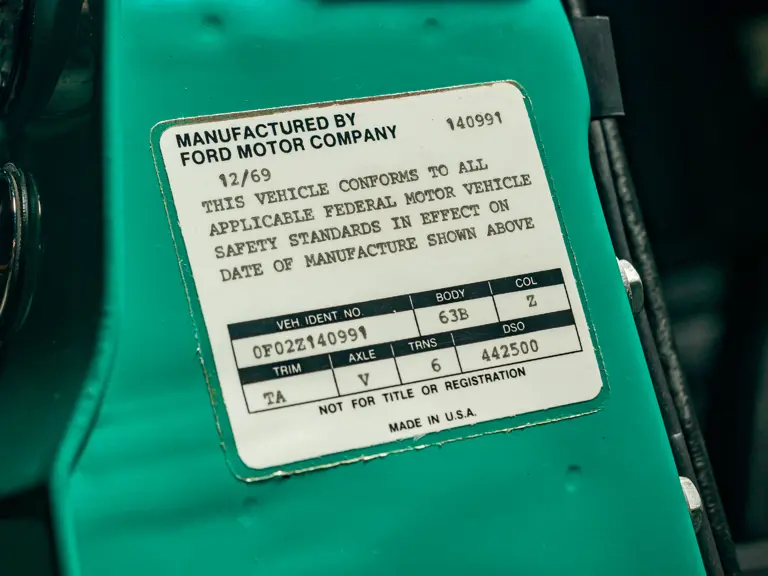 MANUFACTURED BY 140991
FORD MOTOR COMPANY
12/69
THIS VEHICLE CONFORMS TO ALL
APPLICABLE FEDERAL MOTOR VEHICLE
SAFETY STANDARDS IN EFFECT ON
DATE OF MANUFACTURE SHOWN ABOVE
VEH IDENT NO. BODY COL
0F02Z140991 63B Z
TRIM AXLE TRNS DSO
TA V 6 442500
NOT FOR TITLE OR REGISTRATION
MADE IN U.S.A.